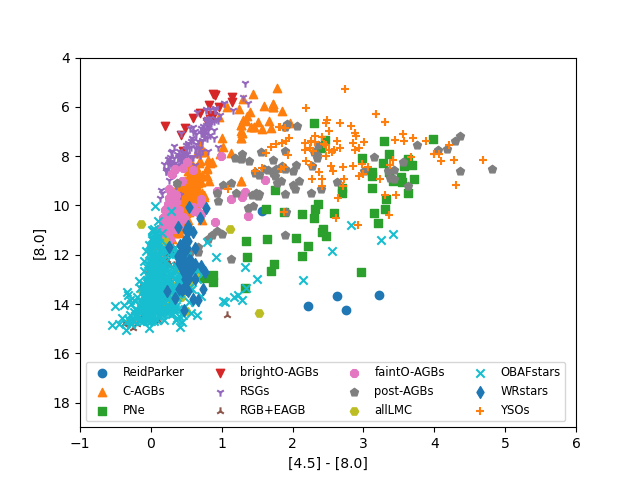 4
6
8
10
12
14
16
18
[8.0]
ReidParker
brightO-AGBs
faintO-AGBs
OBAFstars
C-AGBs
RSGs
post-AGBs
WRstars
PNe
RGB+EAGB
allLMC
YSOs
−1
0
1
2
3
4
5
6
[4.5] - [8.0]